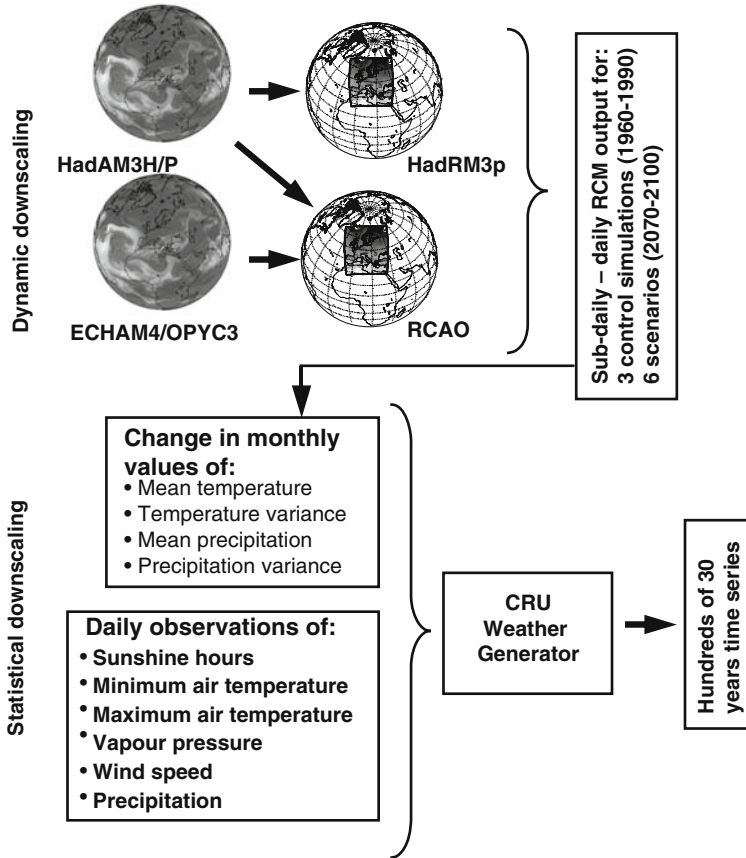 Dynamic downscaling
HadAM3H/P
HadRM3p
ECHAM4/OPYC3
RCAO
Sub-daily – daily RCM output for:
3 control simulations (1960-1990)
6 scenarios (2070-2100)
Statistical downscaling
Change in monthly
values of:
• Mean temperature
• Temperature variance
• Mean precipitation
• Precipitation variance
Daily observations of:
• Sunshine hours
• Minimum air temperature
• Maximum air temperature
• Vapour pressure
• Wind speed
• Precipitation
CRU
Weather
Generator
Hundreds of 30
years time series